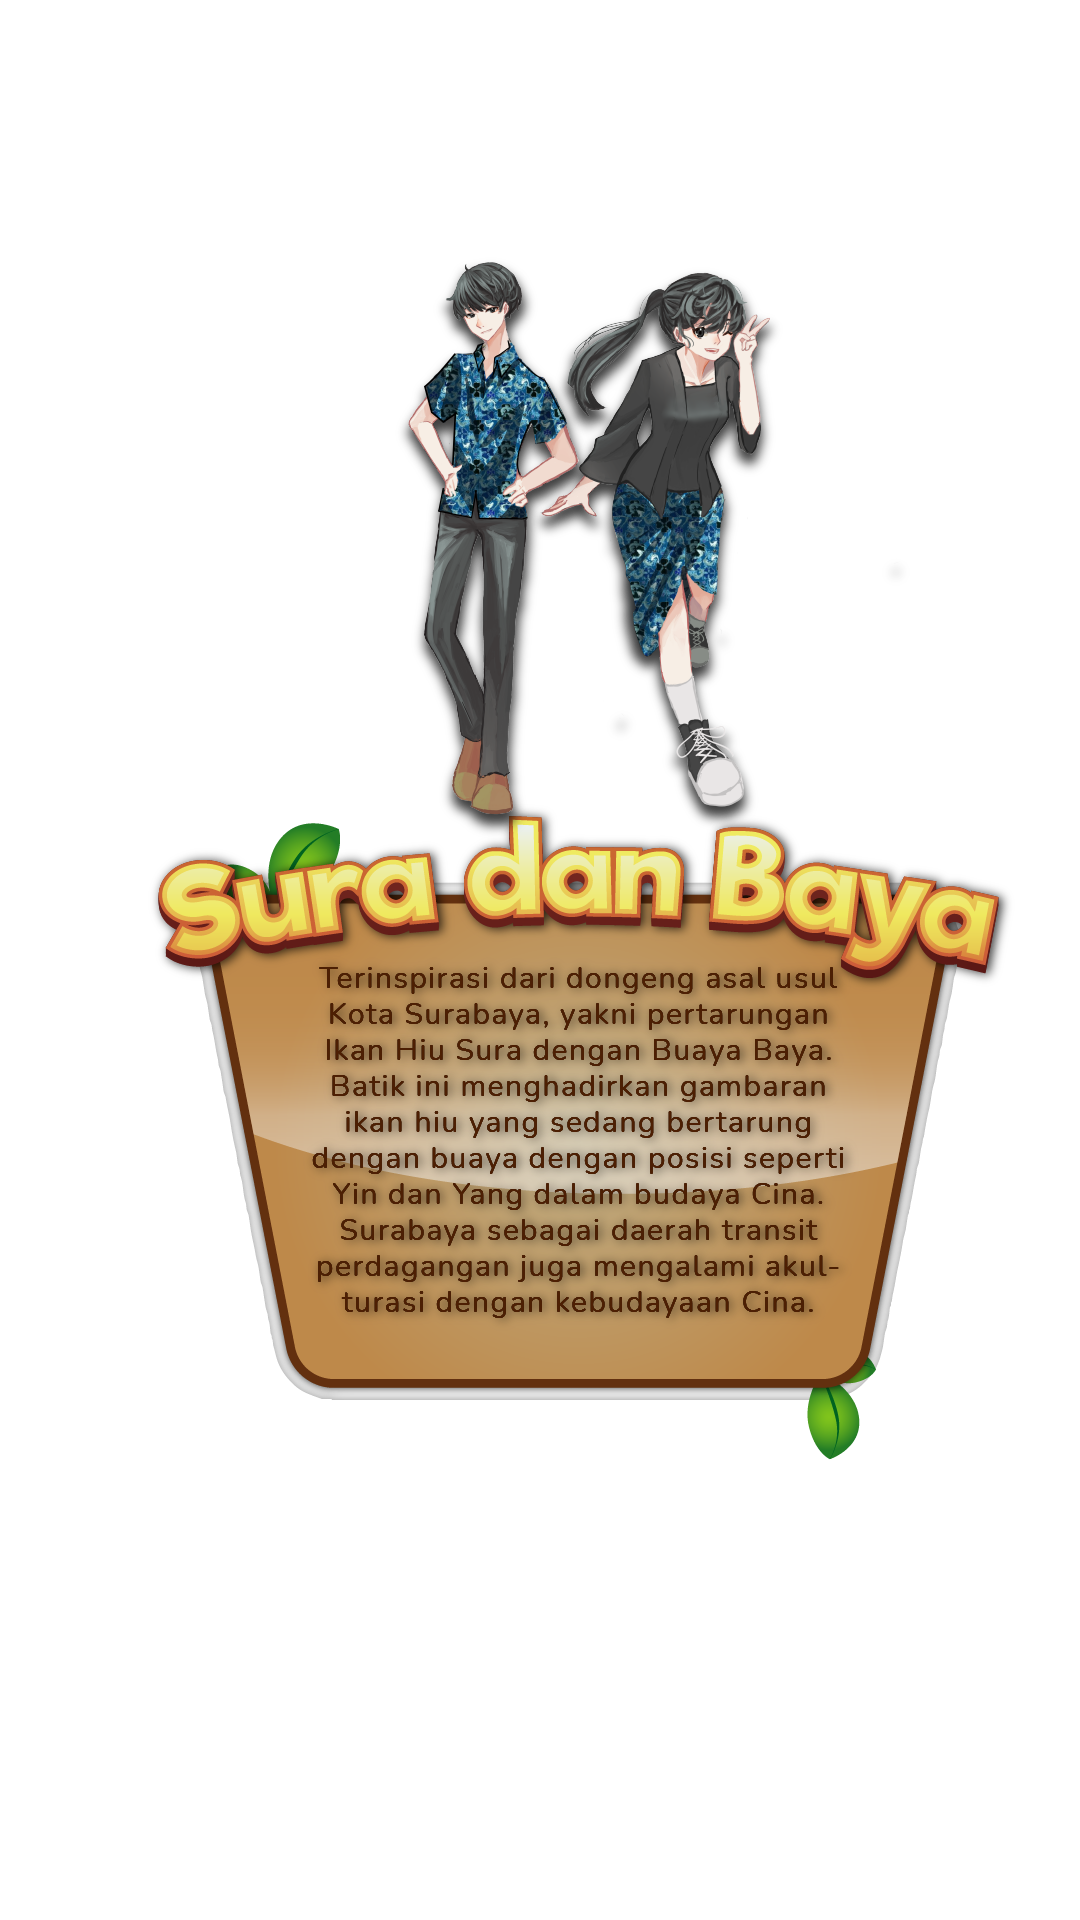 Sura dan Baya
Terinspirasi dari dongeng asal usul
Kota Surabaya, yakni pertarungan
Ikan Hiu Sura dengan Buaya Baya.
Batik ini menghadirkan gambaran
ikan hiu yang sedang bertarung
dengan buaya dengan posisi seperti
Yin dan Yang dalam budaya Cina.
Surabaya sebagai daerah transit
perdagangan juga mengalami akul-
turasi dengan kebudayaan Cina.